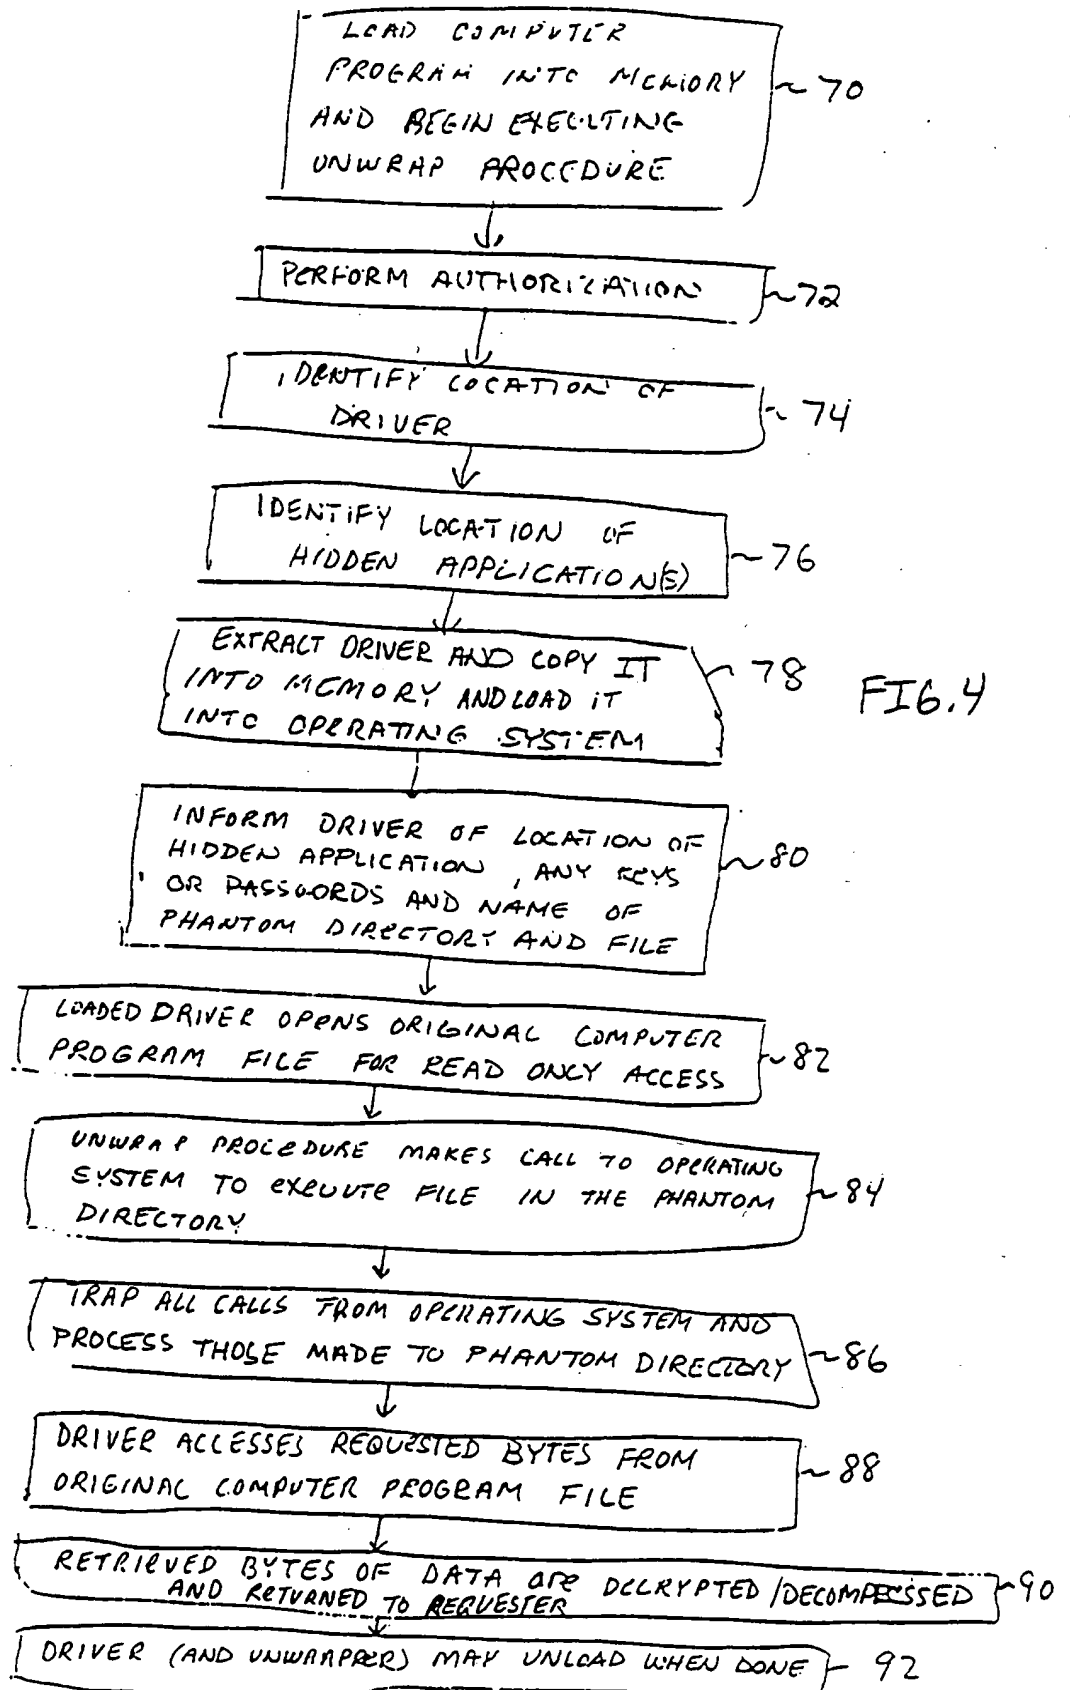 LOAD COMPUTER
PROGRAM INTO MEMORY
AND BEGIN EXECUTING
UNWRAP PROCEDURE
70
PERFORM AUTHORIZATION
72
IDENTIFY LOCATION OF
DRIVER
74
IDENTIFY LOCATION OF
HIDDEN APPLICATION(S)
76
EXTRACT DRIVER AND COPY IT
INTO MEMORY AND LOAD IT
INTO OPERATING SYSTEM
78
FIG.4
INFORM DRIVER OF LOCATION OF
HIDDEN APPLICATION, ANY KEYS
OR PASSWORDS AND NAME OF
PHANTOM DIRECTORY AND FILE
80
LOADED DRIVER OPENS ORIGINAL COMPUTER
PROGRAM FILE FOR READ ONLY ACCESS
82
UNWRAP PROCEDURE MAKES CALL TO OPERATING
SYSTEM TO EXECUTE FILE IN THE PHANTOM
DIRECTORY
84
TRAP ALL CALLS FROM OPERATING SYSTEM AND
PROCESS THOSE MADE TO PHANTOM DIRECTORY
86
DRIVER ACCESSES REQUESTED BYTES FROM
ORIGINAL COMPUTER PROGRAM FILE
88
RETRIEVED BYTES OF DATA ARE DECRYPTED/DECOMPRESSED
AND RETURNED TO REQUESTER
90
DRIVER (AND UNWRAPPER) MAY UNLOAD WHEN DONE
92